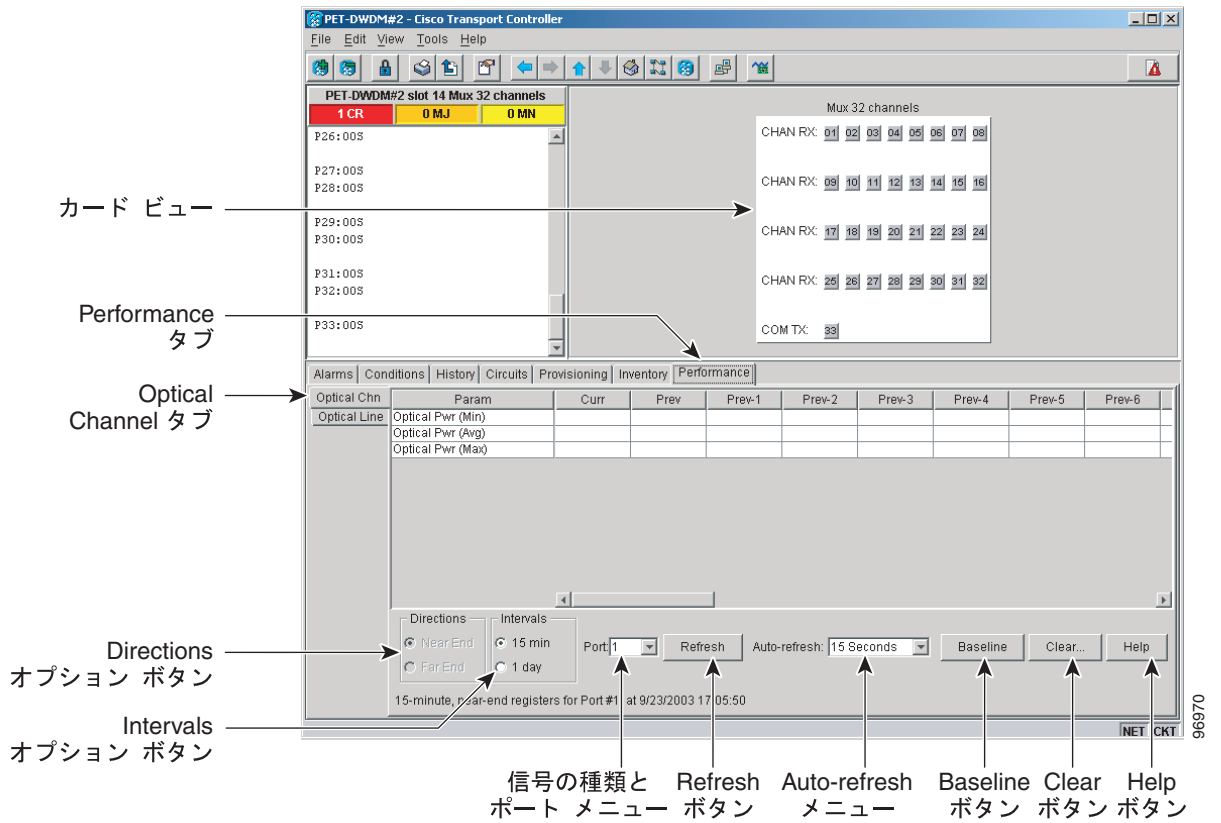 PET-DWDM#2 - Cisco Transport Controller
File Edit View Tools Help
PET-DWDM#2 slot 14 Mux 32 channels
1 CR 0 MJ 0 MN
P26:OOS
P27:OOS
P28:OOS
P29:OOS
P30:OOS
P31:OOS
P32:OOS
P33:OOS
Mux 32 channels
CHAN RX: 01 02 03 04 05 06 07 08
CHAN RX: 09 10 11 12 13 14 15 16
CHAN RX: 17 18 19 20 21 22 23 24
CHAN RX: 25 26 27 28 29 30 31 32
COM TX: 33
カード ビュー
Performance
タブ
Optical
Channel タブ
Alarms Conditions History Circuits Provisioning Inventory Performance
Optical Chn
Optical Line
Param Curr Prev Prev-1 Prev-2 Prev-3 Prev-4 Prev-5 Prev-6
Optical Pwr (Min)
Optical Pwr (Avg)
Optical Pwr (Max)
Directions
Near End
Far End
Intervals
15 min
1 day
Port: 1 Refresh Auto-refresh: 15 Seconds Baseline Clear... Help
15-minute, near-end registers for Port #1 at 9/23/2003 17:05:50
NET CKT
Directions
オプション ボタン
Intervals
オプション ボタン
信号の種類と
ポート メニュー
Refresh
ボタン
Auto-refresh
メニュー
Baseline
ボタン
Clear
ボタン
Help
ボタン
96970